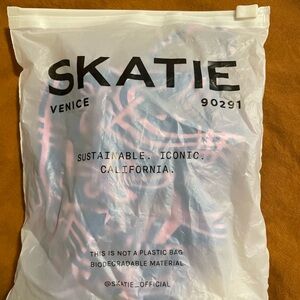 SKATIE
VENICE 90291
SUSTAINABLE. ICONIC.
CALIFORNIA.
THIS IS NOT A PLASTIC BAG
BIODEGRADABLE MATERIAL
@SKATIE_OFFICIAL